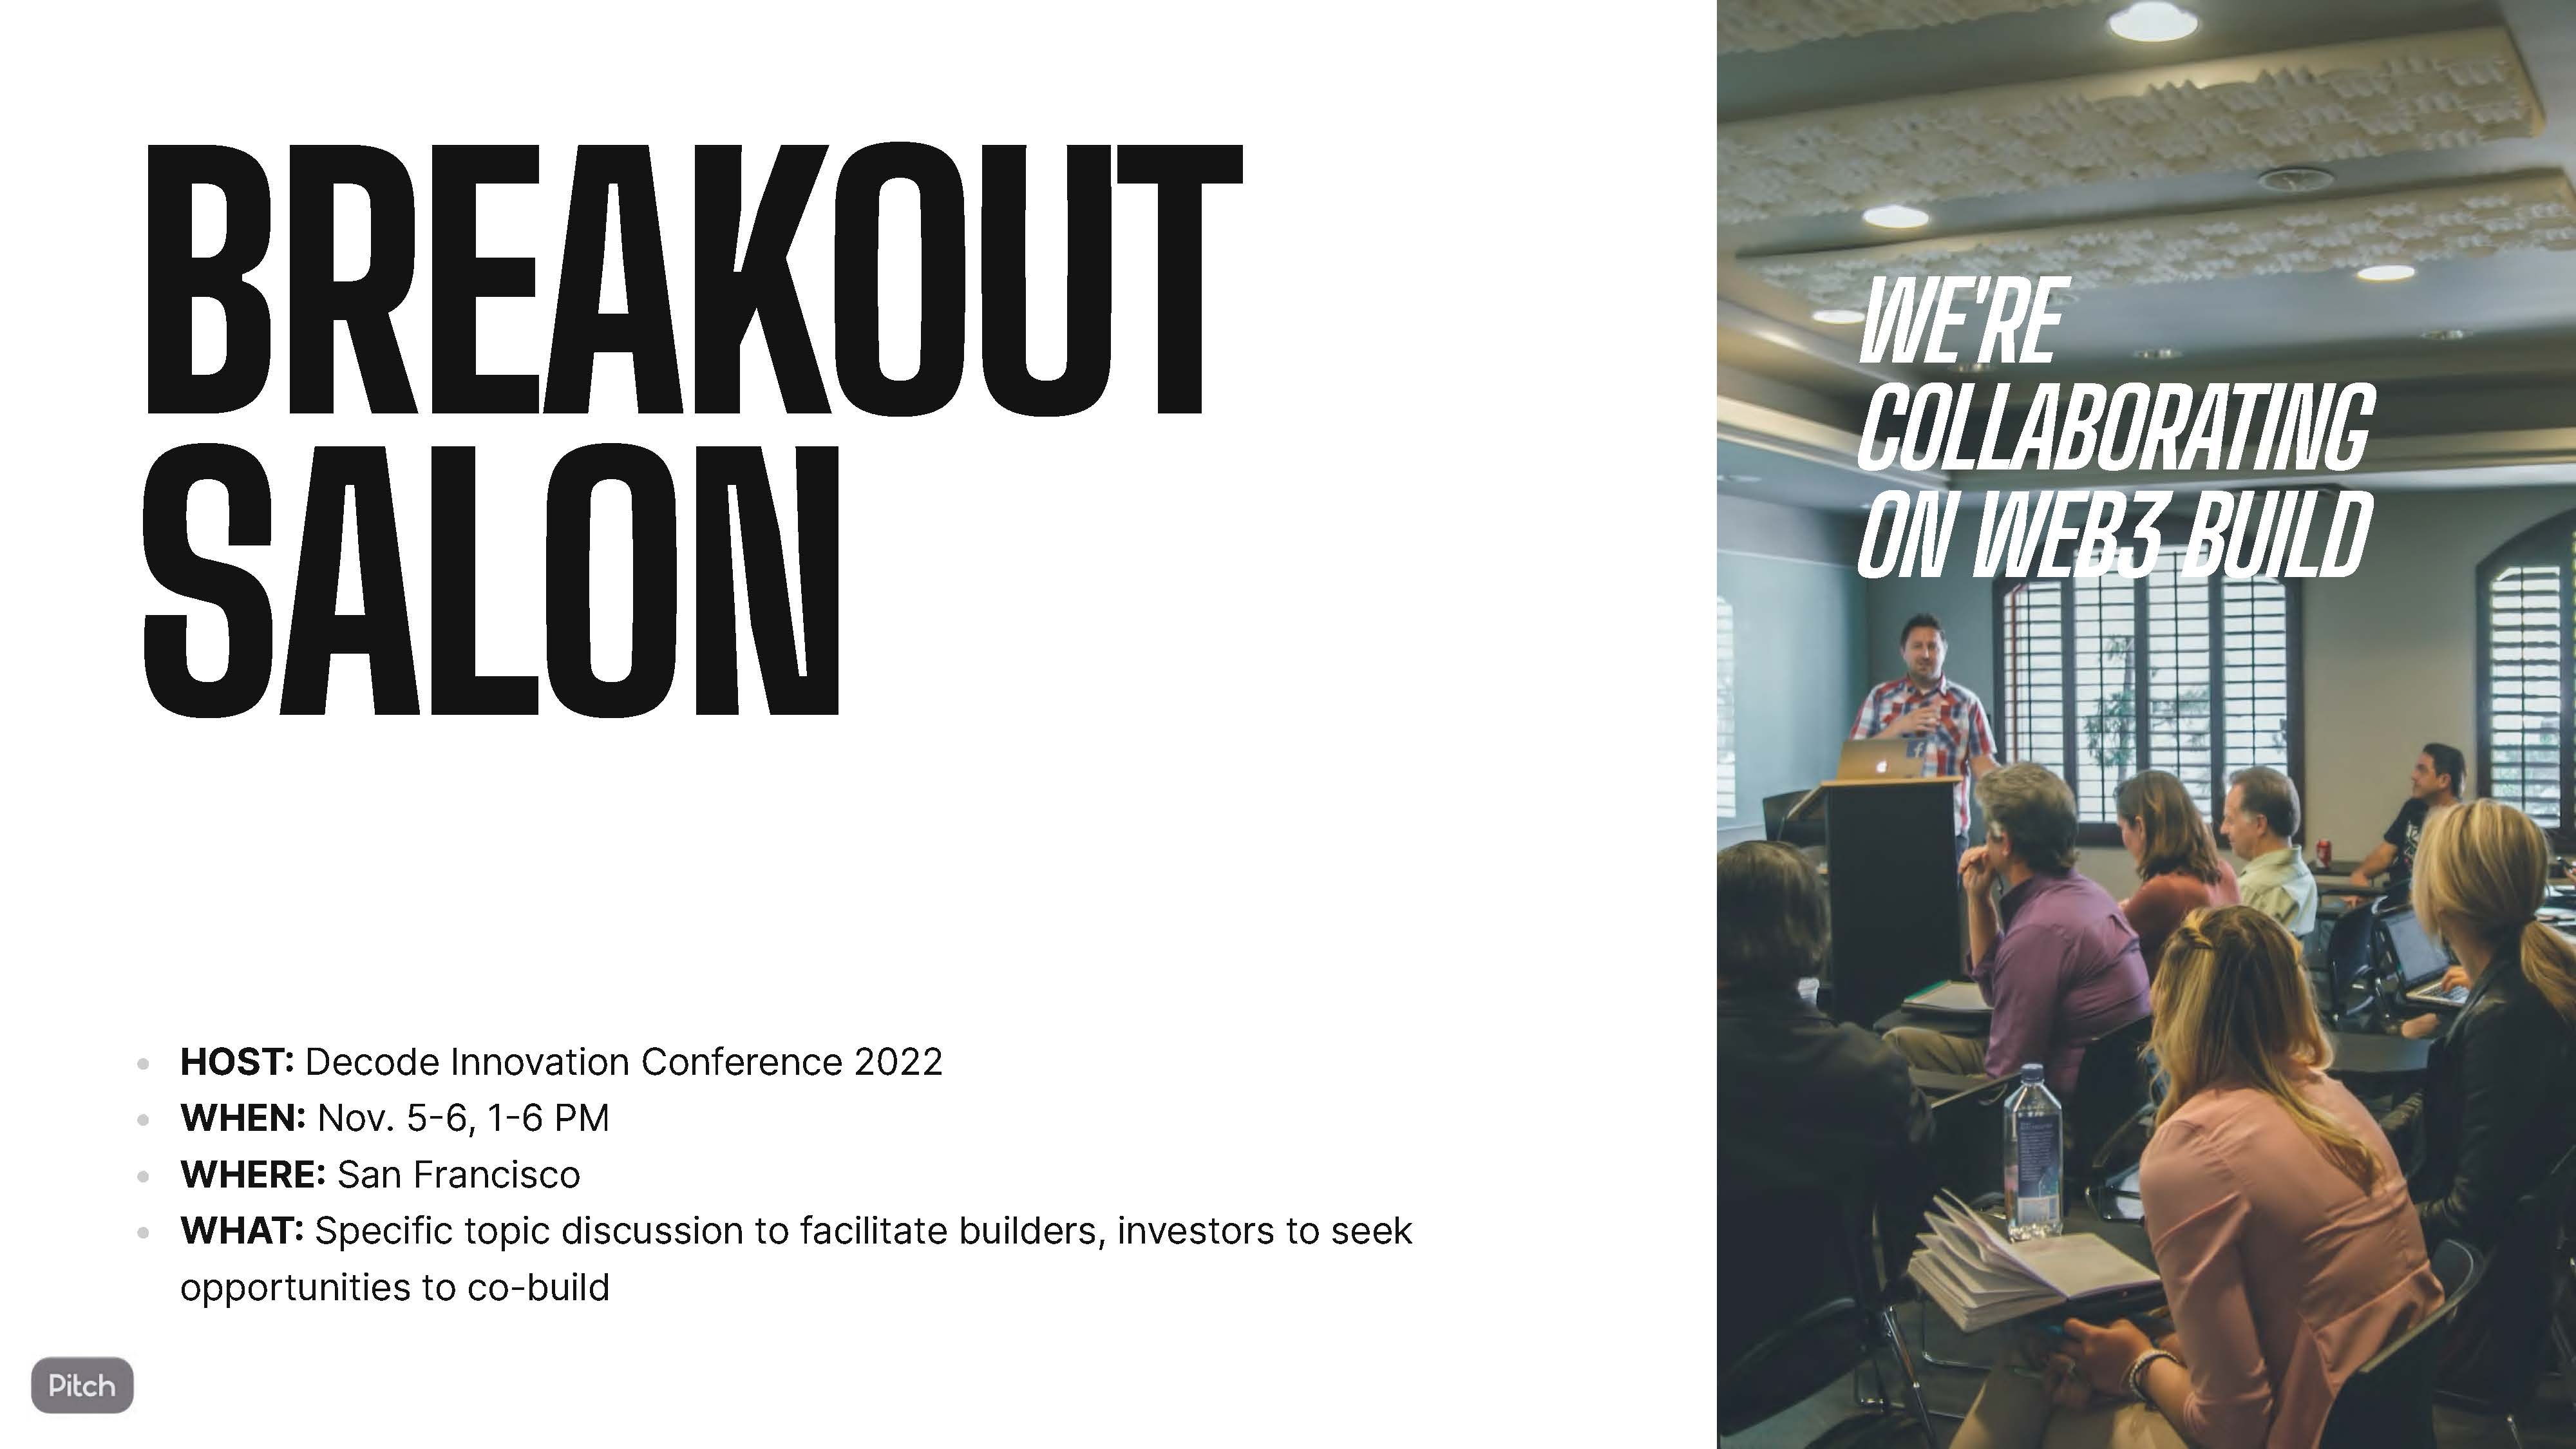 BREAKOUT
SALON
WE'RE
COLLABORATING
ON WEB3 BUILD
• HOST: Decode Innovation Conference 2022
• WHEN: Nov. 5-6, 1-6 PM
• WHERE: San Francisco
• WHAT: Specific topic discussion to facilitate builders, investors to seek
opportunities to co-build
Pitch